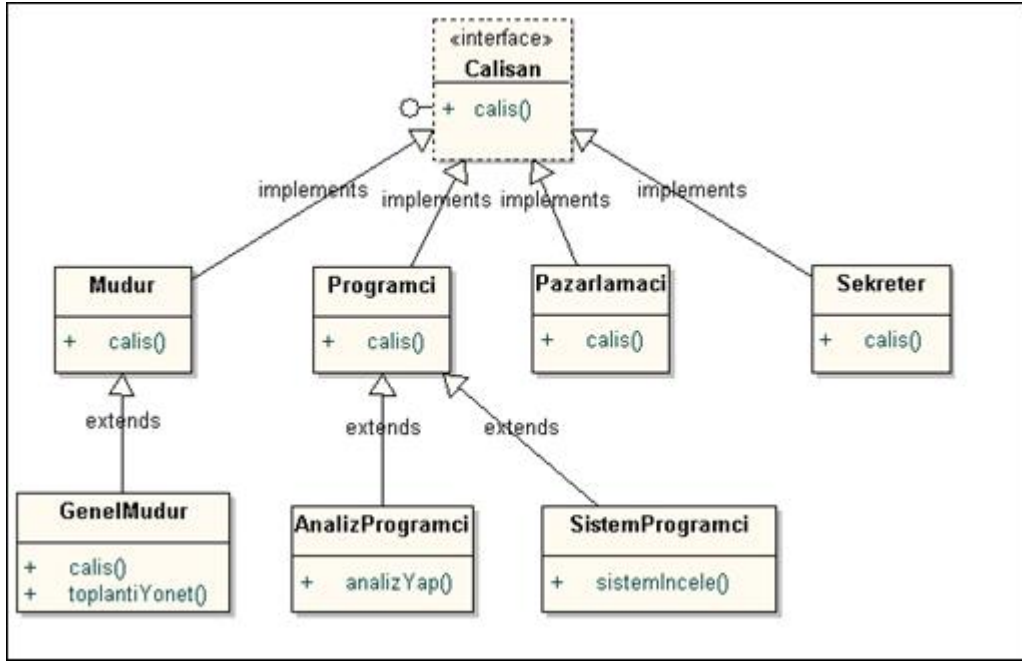 «interface»
Calisan
+ calis()
implements
implements
implements
implements
Mudur
+ calis()
Programci
+ calis()
Pazarlamaci
+ calis()
Sekreter
+ calis()
extends
extends
extends
GenelMudur
+ calis()
+ toplantiYonet()
AnalizProgramci
+ analizYap()
SistemProgramci
+ sistemIncele()